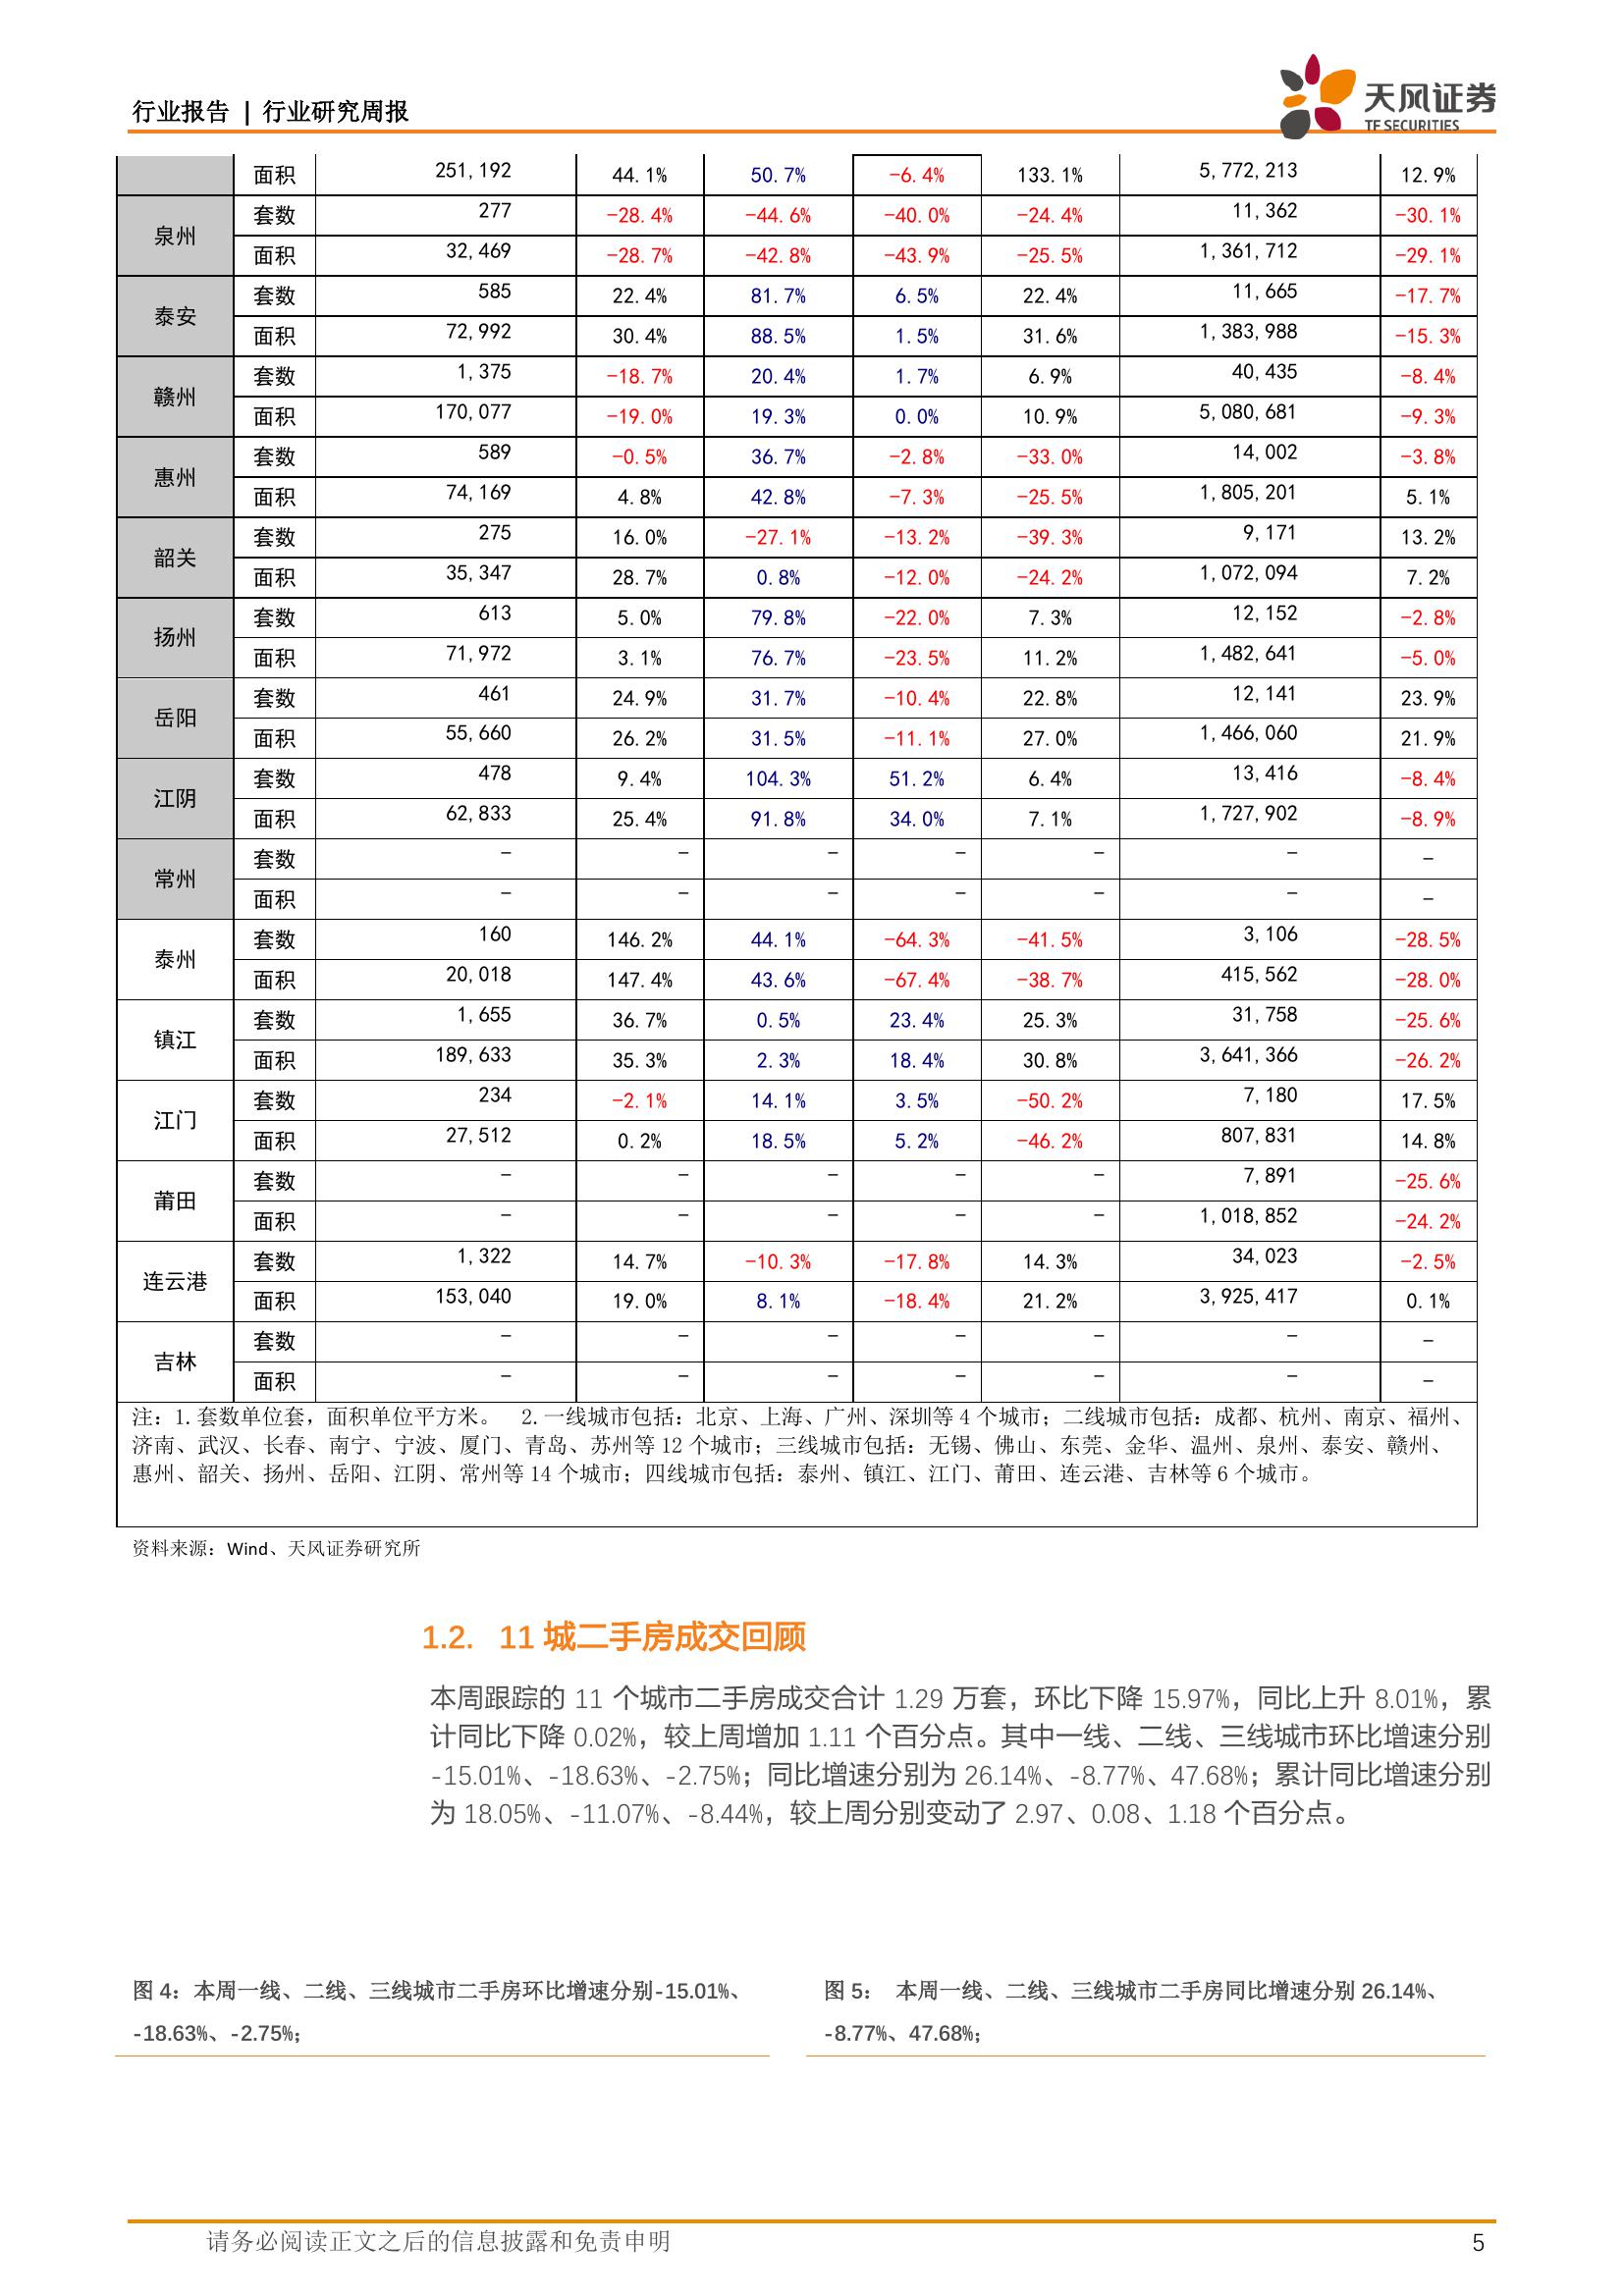 行业报告 | 行业研究周报
天风证券
TF SECURITIES
面积 251,192 44.1% 50.7% -6.4% 133.1% 5,772,213 12.9%
泉州 套数 277 -28.4% -44.6% -40.0% -24.4% 11,362 -30.1%
面积 32,469 -28.7% -42.8% -43.9% -25.5% 1,361,712 -29.1%
泰安 套数 585 22.4% 81.7% 6.5% 22.4% 11,665 -17.7%
面积 72,992 30.4% 88.5% 1.5% 31.6% 1,383,988 -15.3%
赣州 套数 1,375 -18.7% 20.4% 1.7% 6.9% 40,435 -8.4%
面积 170,077 -19.0% 19.3% 0.0% 10.9% 5,080,681 -9.3%
惠州 套数 589 -0.5% 36.7% -2.8% -33.0% 14,002 -3.8%
面积 74,169 4.8% 42.8% -7.3% -25.5% 1,805,201 5.1%
韶关 套数 275 16.0% -27.1% -13.2% -39.3% 9,171 13.2%
面积 35,347 28.7% 0.8% -12.0% -24.2% 1,072,094 7.2%
扬州 套数 613 5.0% 79.8% -22.0% 7.3% 12,152 -2.8%
面积 71,972 3.1% 76.7% -23.5% 11.2% 1,482,641 -5.0%
岳阳 套数 461 24.9% 31.7% -10.4% 22.8% 12,141 23.9%
面积 55,660 26.2% 31.5% -11.1% 27.0% 1,466,060 21.9%
江阴 套数 478 9.4% 104.3% 51.2% 6.4% 13,416 -8.4%
面积 62,833 25.4% 91.8% 34.0% 7.1% 1,727,902 -8.9%
常州 套数 - - - - - - -
面积 - - - - - - -
泰州 套数 160 146.2% 44.1% -64.3% -41.5% 3,106 -28.5%
面积 20,018 147.4% 43.6% -67.4% -38.7% 415,562 -28.0%
镇江 套数 1,655 36.7% 0.5% 23.4% 25.3% 31,758 -25.6%
面积 189,633 35.3% 2.3% 18.4% 30.8% 3,641,366 -26.2%
江门 套数 234 -2.1% 14.1% 3.5% -50.2% 7,180 17.5%
面积 27,512 0.2% 18.5% 5.2% -46.2% 807,831 14.8%
莆田 套数 - - - - - 7,891 -25.6%
面积 - - - - - 1,018,852 -24.2%
连云港 套数 1,322 14.7% -10.3% -17.8% 14.3% 34,023 -2.5%
面积 153,040 19.0% 8.1% -18.4% 21.2% 3,925,417 0.1%
吉林 套数 - - - - - - -
面积 - - - - - - -
注：1.套数单位套，面积单位平方米。 2.一线城市包括：北京、上海、广州、深圳等 4 个城市；二线城市包括：成都、杭州、南京、福州、
济南、武汉、长春、南宁、宁波、厦门、青岛、苏州等 12 个城市；三线城市包括：无锡、佛山、东莞、金华、温州、泉州、泰安、赣州、
惠州、韶关、扬州、岳阳、江阴、常州等 14 个城市；四线城市包括：泰州、镇江、江门、莆田、连云港、吉林等 6 个城市。
资料来源：Wind、天风证券研究所
1.2. 11 城二手房成交回顾
本周跟踪的 11 个城市二手房成交合计 1.29 万套，环比下降 15.97%，同比上升 8.01%，累
计同比下降 0.02%，较上周增加 1.11 个百分点。其中一线、二线、三线城市环比增速分别
-15.01%、-18.63%、-2.75%；同比增速分别为 26.14%、-8.77%、47.68%；累计同比增速分别
为 18.05%、-11.07%、-8.44%，较上周分别变动了 2.97、0.08、1.18 个百分点。
图 4：本周一线、二线、三线城市二手房环比增速分别-15.01%、
-18.63%、-2.75%；
图 5： 本周一线、二线、三线城市二手房同比增速分别 26.14%、
-8.77%、47.68%；
请务必阅读正文之后的信息披露和免责申明
5